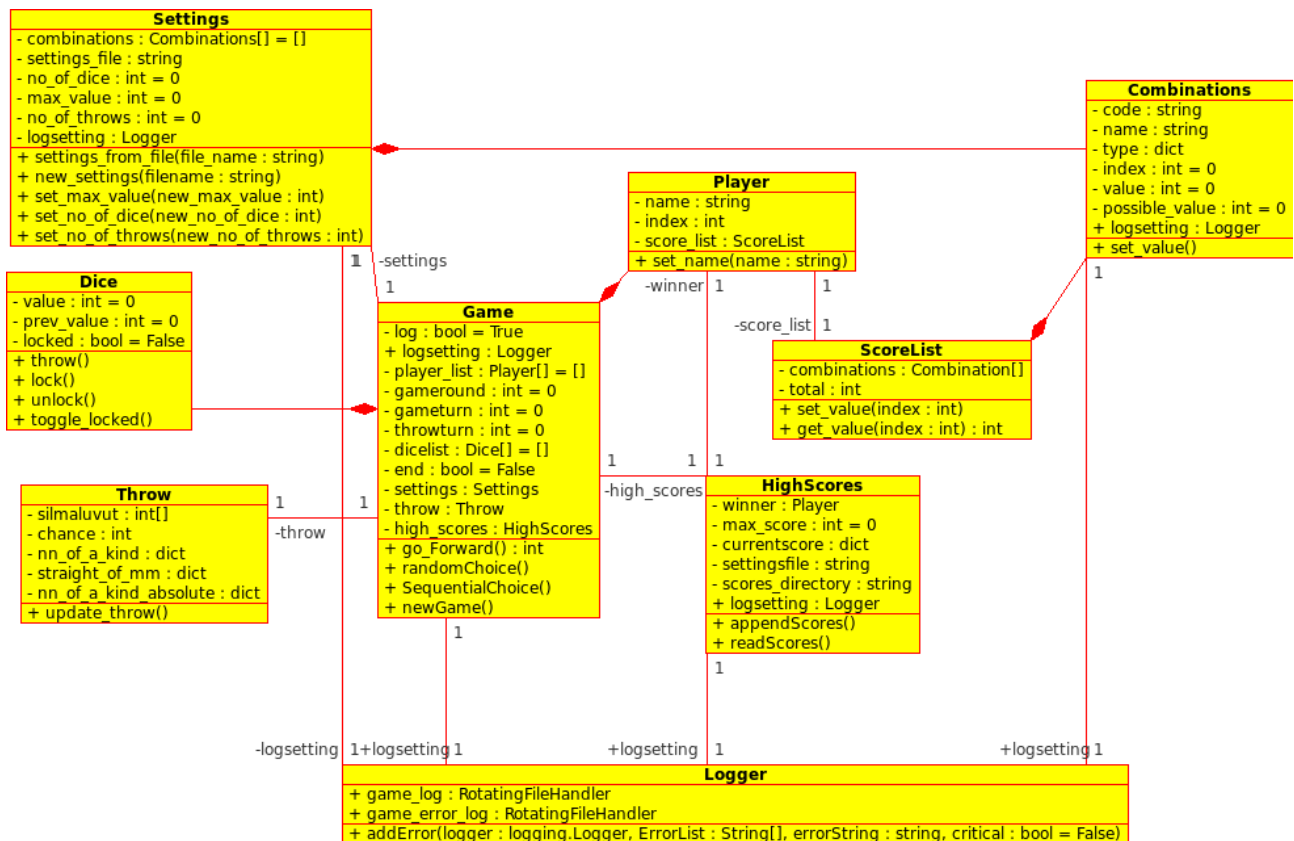 Settings
- combinations : Combinations[] = []
- settings_file : string
- no_of_dice : int = 0
- max_value : int = 0
- no_of_throws : int = 0
- logsetting : Logger
+ settings_from_file(file_name : string)
+ new_settings(filename : string)
+ set_max_value(new_max_value : int)
+ set_no_of_dice(new_no_of_dice : int)
+ set_no_of_throws(new_no_of_throws : int)
Combinations
- code : string
- name : string
- type : dict
- index : int = 0
- value : int = 0
- possible_value : int = 0
+ logsetting : Logger
+ set_value()
Player
- name : string
- index : int
- score_list : ScoreList
+ set_name(name : string)
1
1
-settings
1
Dice
- value : int = 0
- prev_value : int = 0
- locked : bool = False
+ throw()
+ lock()
+ unlock()
+ toggle_locked()
-winner
1
1
1
-score_list
1
Game
- log : bool = True
+ logsetting : Logger
- player_list : Player[] = []
- gameround : int = 0
- gameturn : int = 0
- throwturn : int = 0
- dicelist : Dice[] = []
- end : bool = False
- settings : Settings
- throw : Throw
- high_scores : HighScores
+ go_Forward() : int
+ randomChoice()
+ SequentialChoice()
+ newGame()
ScoreList
- combinations : Combination[]
- total : int
+ set_value(index : int)
+ get_value(index : int) : int
1
1
1
-high_scores
Throw
- silmaluvut : int[]
- chance : int
- nn_of_a_kind : dict
- straight_of_mm : dict
- nn_of_a_kind_absolute : dict
+ update_throw()
1
1
-throw
HighScores
- winner : Player
- max_score : int = 0
- currentscore : dict
- settingsfile : string
- scores_directory : string
+ logsetting : Logger
+ appendScores()
+ readScores()
1
1
-logsetting
1
+logsetting
1
+logsetting
1
+logsetting
1
Logger
+ game_log : RotatingFileHandler
+ game_error_log : RotatingFileHandler
+ addError(logger : logging.Logger, ErrorList : String[], errorString : string, critical : bool = False)